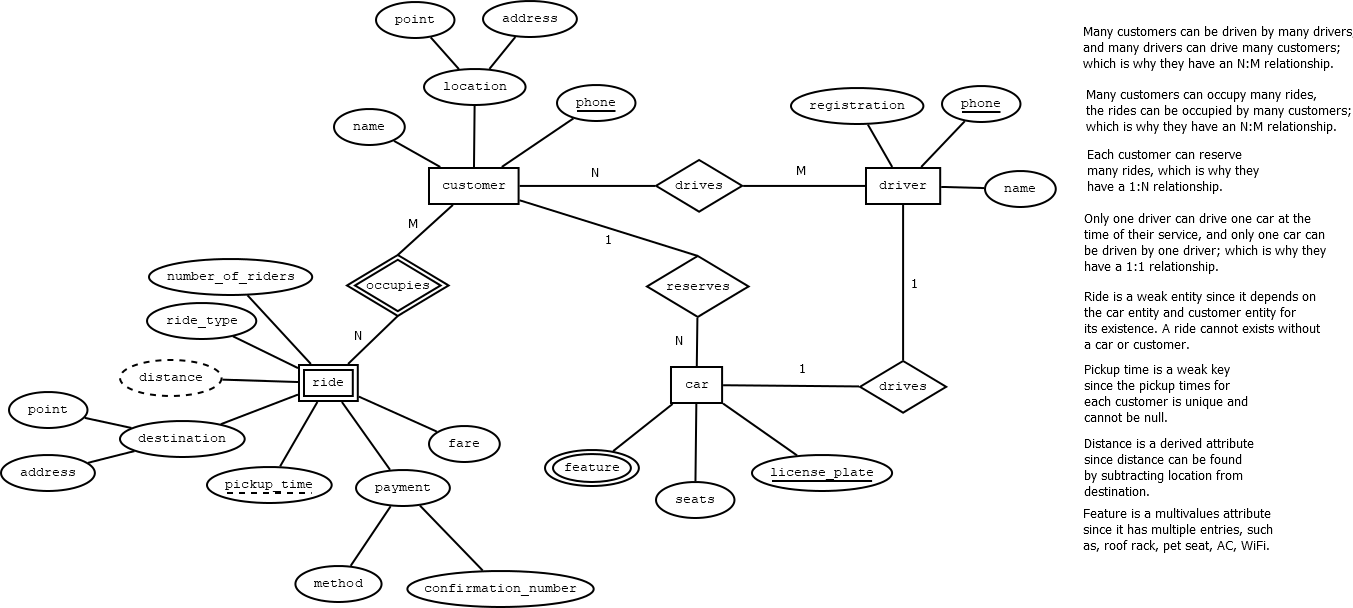 point
address
location
phone
name
registration
phone
customer
N
drives
M
driver
name
M
1
number_of_riders
occupies
reserves
1
ride_type
N
N
distance
ride
car
1
drives
point
destination
fare
address
pickup_time
payment
feature
license_plate
seats
method
confirmation_number
Many customers can be driven by many drivers
and many drivers can drive many customers;
which is why they have an N:M relationship.
Many customers can occupy many rides,
the rides can be occupied by many customers;
which is why they have an N:M relationship.
Each customer can reserve
many rides, which is why they
have a 1:N relationship.
Only one driver can drive one car at the
time of their service, and only one car can
be driven by one driver; which is why they
have a 1:1 relationship.
Ride is a weak entity since it depends on
the car entity and customer entity for
its existence. A ride cannot exists without
a car or customer.
Pickup time is a weak key
since the pickup times for
each customer is unique and
cannot be null.
Distance is a derived attribute
since distance can be found
by subtracting location from
destination.
Feature is a multivalues attribute
since it has multiple entries, such
as, roof rack, pet seat, AC, WiFi.